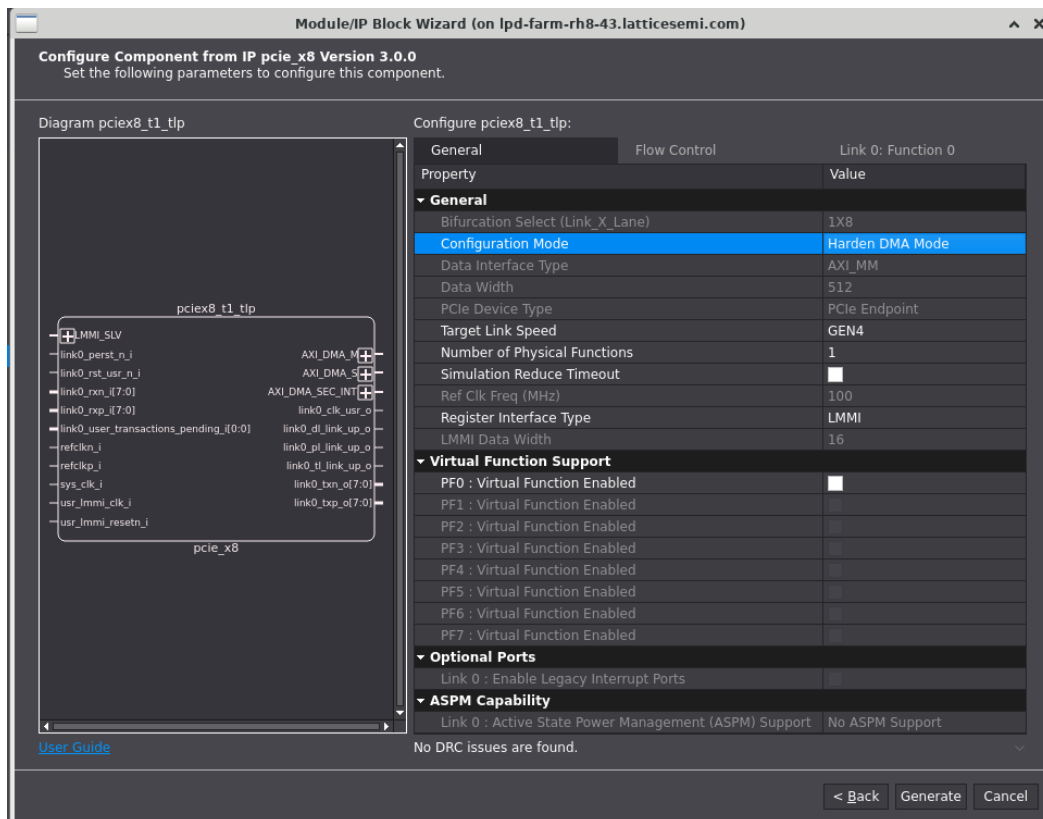 Module/IP Block Wizard (on lpd-farm-rh8-43.latticesemi.com)
Configure Component from IP pcie_x8 Version 3.0.0
Set the following parameters to configure this component.
Diagram pciex8_t1_tlp
pciex8_t1_tlp
LMMI_SLV
link0_perst_n_i
link0_rst_usr_n_i
link0_rxn_i[7:0]
link0_rxp_i[7:0]
link0_user_transactions_pending_i[0:0]
refclkn_i
refclkp_i
sys_clk_i
usr_lmmi_clk_i
usr_lmmi_resetn_i
AXI_DMA_M
AXI_DMA_S
AXI_DMA_SEC_INT
link0_clk_usr_o
link0_dl_link_up_o
link0_pl_link_up_o
link0_tl_link_up_o
link0_txn_o[7:0]
link0_txp_o[7:0]
pcie_x8
User Guide
Configure pciex8_t1_tlp:
General Flow Control Link 0: Function 0
Property Value
General
Bifurcation Select (Link_X_Lane) 1X8
Configuration Mode Harden DMA Mode
Data Interface Type AXI_MM
Data Width 512
PCIe Device Type PCIe Endpoint
Target Link Speed GEN4
Number of Physical Functions 1
Simulation Reduce Timeout
Ref Clk Freq (MHz) 100
Register Interface Type LMMI
LMMI Data Width 16
Virtual Function Support
PF0 : Virtual Function Enabled
PF1 : Virtual Function Enabled
PF2 : Virtual Function Enabled
PF3 : Virtual Function Enabled
PF4 : Virtual Function Enabled
PF5 : Virtual Function Enabled
PF6 : Virtual Function Enabled
PF7 : Virtual Function Enabled
Optional Ports
Link 0 : Enable Legacy Interrupt Ports
ASPM Capability
Link 0 : Active State Power Management (ASPM) Support No ASPM Support
No DRC issues are found.
< Back Generate Cancel